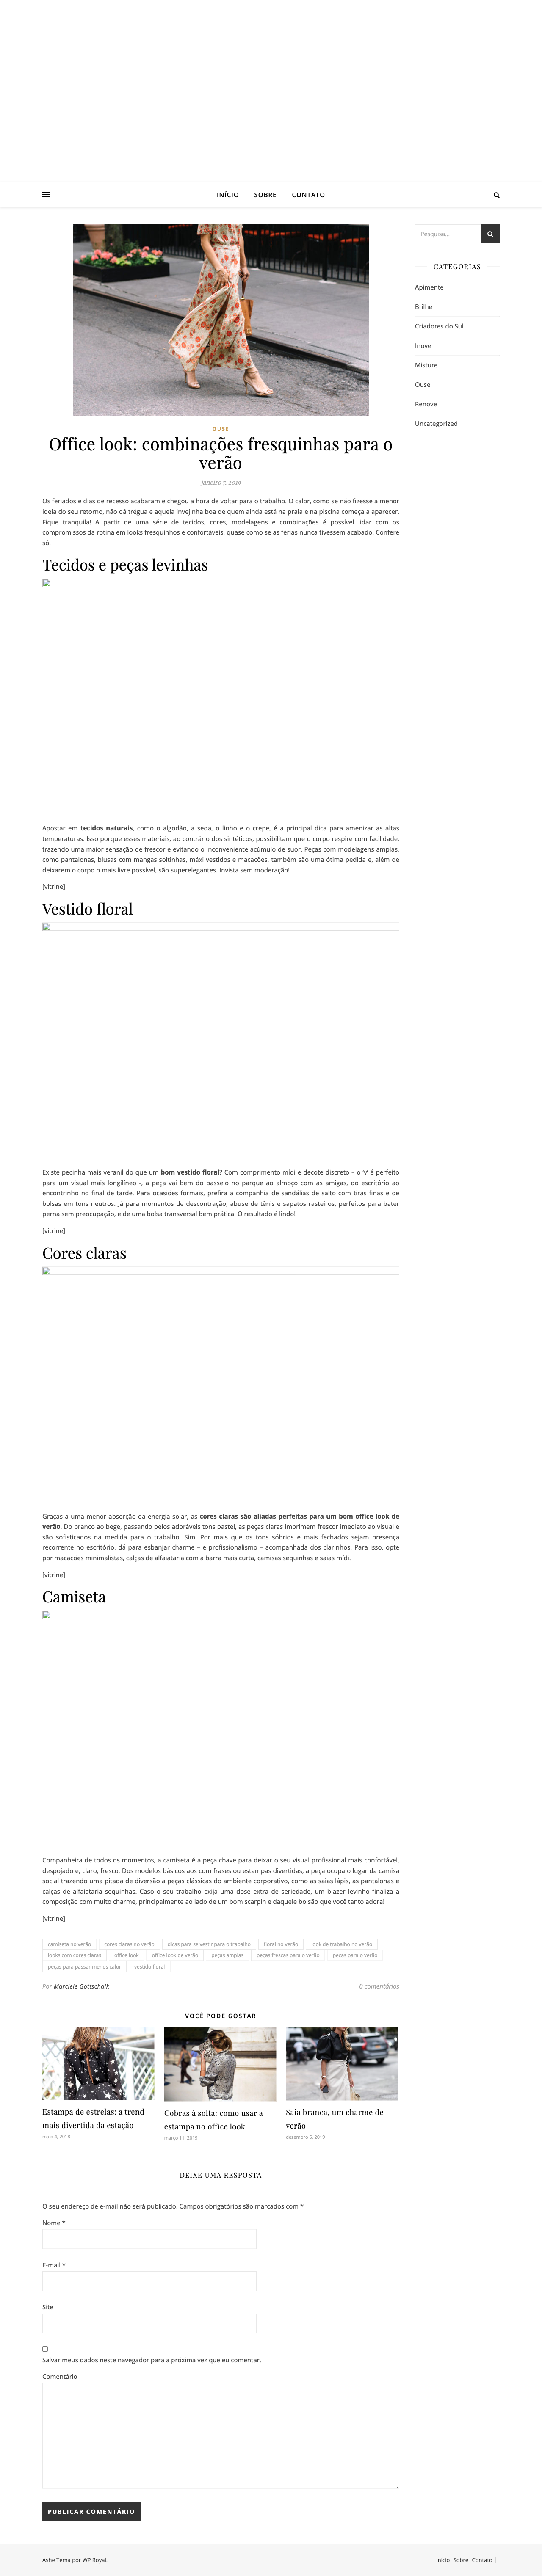 INÍCIO SOBRE CONTATO
Pesquisa...
CATEGORIAS
Apimente
Brilhe
Criadores do Sul
Inove
Misture
Ouse
Renove
Uncategorized
OUSE
Office look: combinações fresquinhas para o
verão
janeiro 7, 2019
Os feriados e dias de recesso acabaram e chegou a hora de voltar para o trabalho. O calor, como se não fizesse a menor
ideia do seu retorno, não dá trégua e aquela invejinha boa de quem ainda está na praia e na piscina começa a aparecer.
Fique tranquila! A partir de uma série de tecidos, cores, modelagens e combinações é possível lidar com os
compromissos da rotina em looks fresquinhos e confortáveis, quase como se as férias nunca tivessem acabado. Confere
só!
Tecidos e peças levinhas
Apostar em tecidos naturais, como o algodão, a seda, o linho e o crepe, é a principal dica para amenizar as altas
temperaturas. Isso porque esses materiais, ao contrário dos sintéticos, possibilitam que o corpo respire com facilidade,
trazendo uma maior sensação de frescor e evitando o inconveniente acúmulo de suor. Peças com modelagens amplas,
como pantalonas, blusas com mangas soltinhas, máxi vestidos e macacões, também são uma ótima pedida e, além de
deixarem o corpo o mais livre possível, são superelegantes. Invista sem moderação!
[vitrine]
Vestido floral
Existe pecinha mais veranil do que um bom vestido floral? Com comprimento mídi e decote discreto – o 'v' é perfeito
para um visual mais longilíneo -, a peça vai bem do passeio no parque ao almoço com as amigas, do escritório ao
encontrinho no final de tarde. Para ocasiões formais, prefira a companhia de sandálias de salto com tiras finas e de
bolsas em tons neutros. Já para momentos de descontração, abuse de tênis e sapatos rasteiros, perfeitos para bater
perna sem preocupação, e de uma bolsa transversal bem prática. O resultado é lindo!
[vitrine]
Cores claras
Graças a uma menor absorção da energia solar, as cores claras são aliadas perfeitas para um bom office look de
verão. Do branco ao bege, passando pelos adoráveis tons pastel, as peças claras imprimem frescor imediato ao visual e
são sofisticados na medida para o trabalho. Sim. Por mais que os tons sóbrios e mais fechados sejam presença
recorrente no escritório, dá para esbanjar charme – e profissionalismo – acompanhada dos clarinhos. Para isso, opte
por macacões minimalistas, calças de alfaiataria com a barra mais curta, camisas sequinhas e saias mídi.
[vitrine]
Camiseta
Companheira de todos os momentos, a camiseta é a peça chave para deixar o seu visual profissional mais confortável,
despojado e, claro, fresco. Dos modelos básicos aos com frases ou estampas divertidas, a peça ocupa o lugar da camisa
social trazendo uma pitada de diversão a peças clássicas do ambiente corporativo, como as saias lápis, as pantalonas e
calças de alfaiataria sequinhas. Caso o seu trabalho exija uma dose extra de seriedade, um blazer levinho finaliza a
composição com muito charme, principalmente ao lado de um bom scarpin e daquele bolsão que você tanto adora!
[vitrine]
camiseta no verão cores claras no verão dicas para se vestir para o trabalho floral no verão look de trabalho no verão
looks com cores claras office look office look de verão peças amplas peças frescas para o verão peças para o verão
peças para passar menos calor vestido floral
Por Marciele Gottschalk 0 comentários
VOCÊ PODE GOSTAR
Estampa de estrelas: a trend
mais divertida da estação
maio 4, 2018
Cobras à solta: como usar a
estampa no office look
março 11, 2019
Saia branca, um charme de
verão
dezembro 5, 2018
DEIXE UMA RESPOSTA
O seu endereço de e-mail não será publicado. Campos obrigatórios são marcados com *
Nome *
E-mail *
Site
Salvar meus dados neste navegador para a próxima vez que eu comentar.
Comentário
PUBLICAR COMENTÁRIO
Ashe Tema por WP Royal.
Início Sobre Contato |